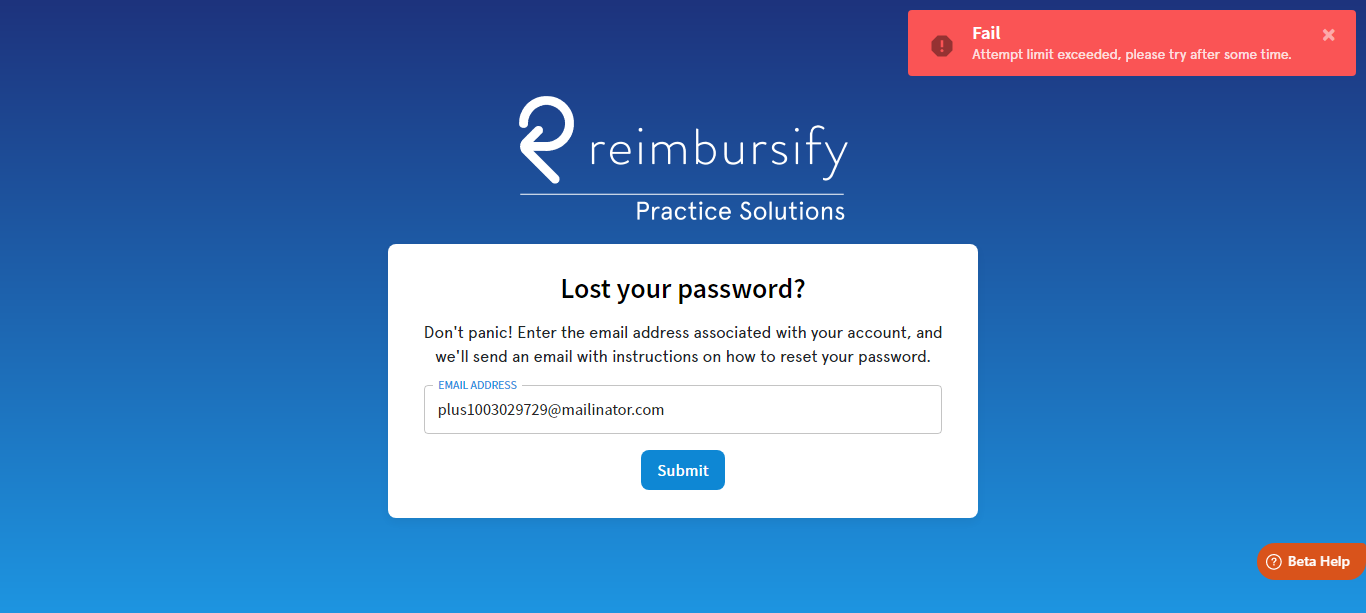 Fail
Attempt limit exceeded, please try after some time.
reimbursify
Practice Solutions
Lost your password?
Don't panic! Enter the email address associated with your account, and
we'll send an email with instructions on how to reset your password.
EMAIL ADDRESS
plus1003029729@mailinator.com
Submit
Beta Help